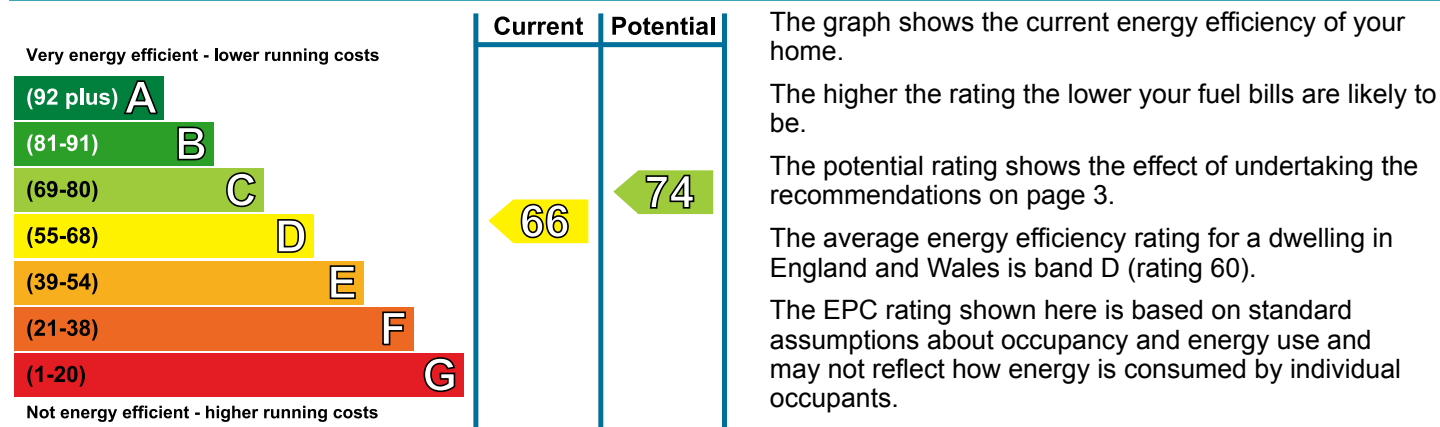 Current Potential
Very energy efficient - lower running costs
(92 plus) A
(81-91) B
(69-80) C
74
(55-68) D
66
(39-54) E
(21-38) F
(1-20) G
Not energy efficient - higher running costs
The graph shows the current energy efficiency of your
home.
The higher the rating the lower your fuel bills are likely to
be.
The potential rating shows the effect of undertaking the
recommendations on page 3.
The average energy efficiency rating for a dwelling in
England and Wales is band D (rating 60).
The EPC rating shown here is based on standard
assumptions about occupancy and energy use and
may not reflect how energy is consumed by individual
occupants.